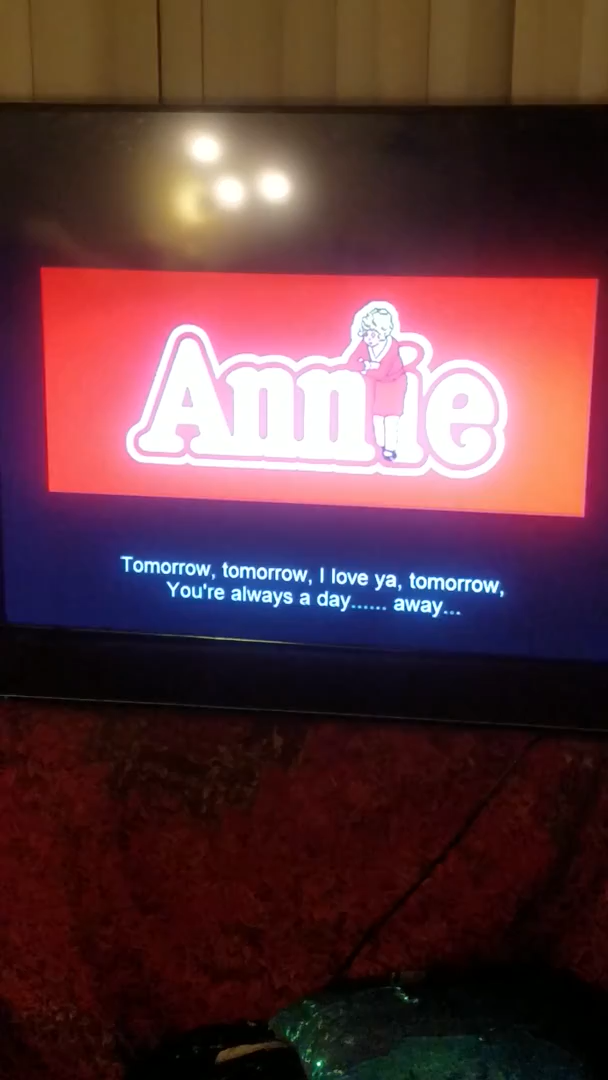 Annie
Tomorrow, tomorrow, I love ya, tomorrow,
You're always a day...... away...